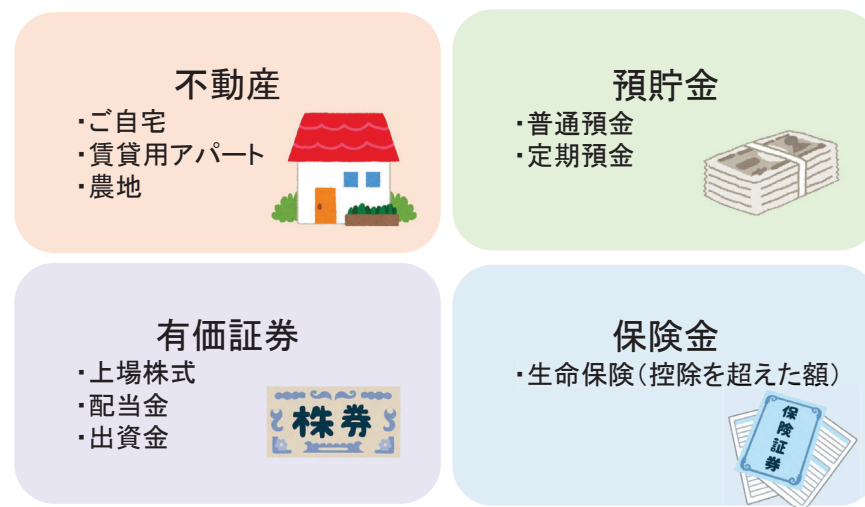 不動産
・ご自宅
・賃貸用アパート
・農地
預貯金
・普通預金
・定期預金
有価証券
・上場株式
・配当金
・出資金
株券
保険金
・生命保険（控除を超えた額）
保険証券